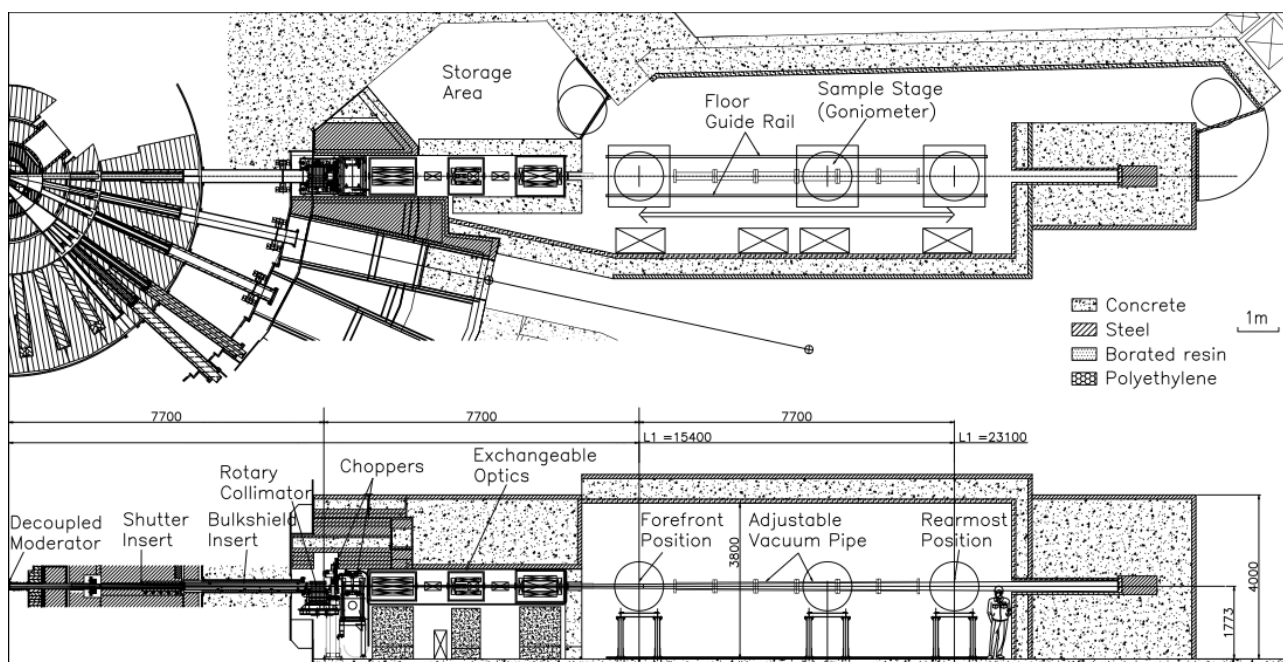 Storage
Area
Floor
Guide Rail
Sample Stage
(Goniometer)
Concrete
Steel
Borated resin
Polyethylene
1m
7700
7700
7700
L1 =15400
L1 =23100
Rotary
Collimator
Choppers
Exchangeable
Optics
Decoupled
Moderator
Shutter
Insert
Bulkshield
Insert
Forefront
Position
3800
Adjustable
Vacuum Pipe
Rearmost
Position
4000
1773